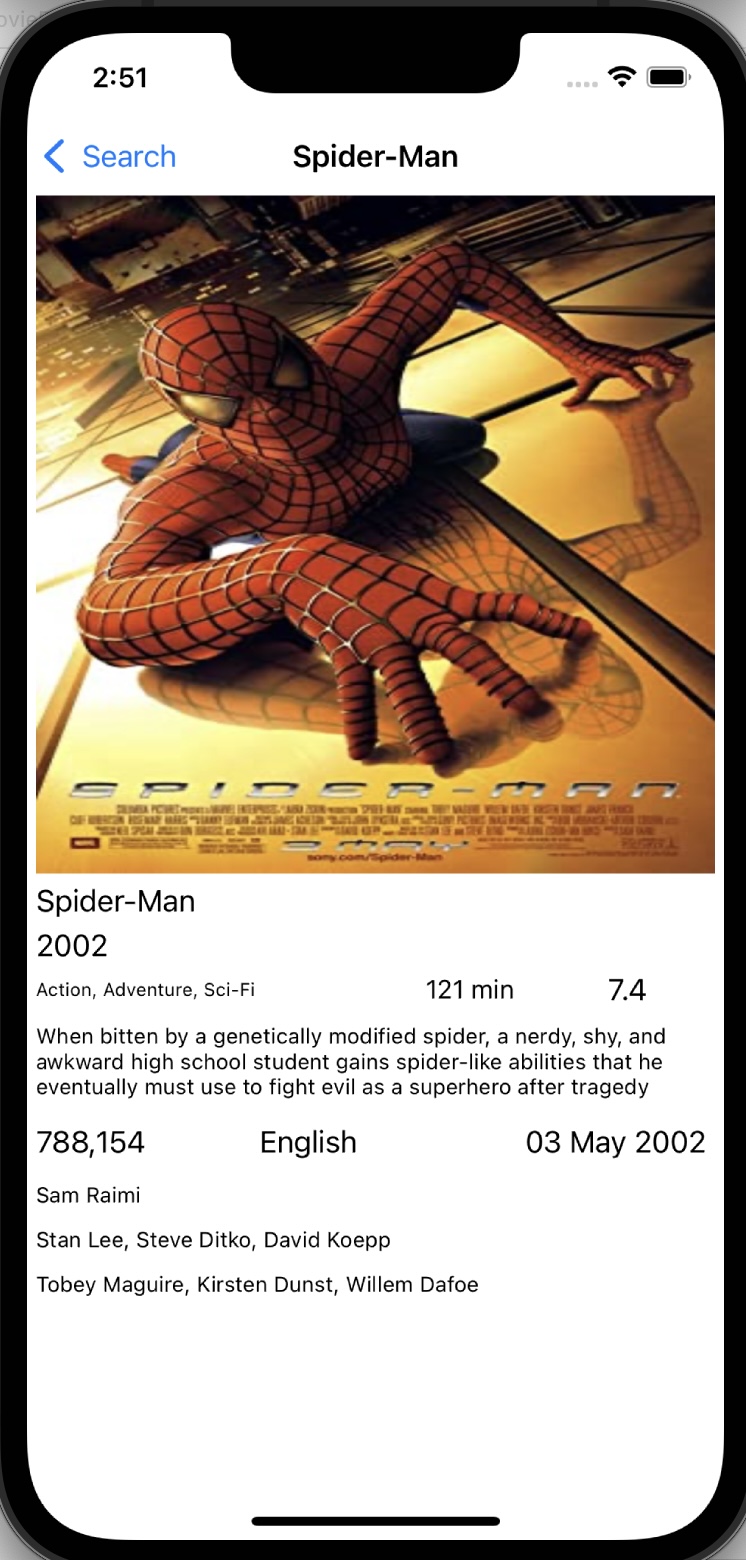 2:51
Search
Spider-Man
SPIDER-MAN
sony.com/Spider-Man
Spider-Man
2002
Action, Adventure, Sci-Fi 121 min 7.4
When bitten by a genetically modified spider, a nerdy, shy, and
awkward high school student gains spider-like abilities that he
eventually must use to fight evil as a superhero after tragedy
788,154 English 03 May 2002
Sam Raimi
Stan Lee, Steve Ditko, David Koepp
Tobey Maguire, Kirsten Dunst, Willem Dafoe